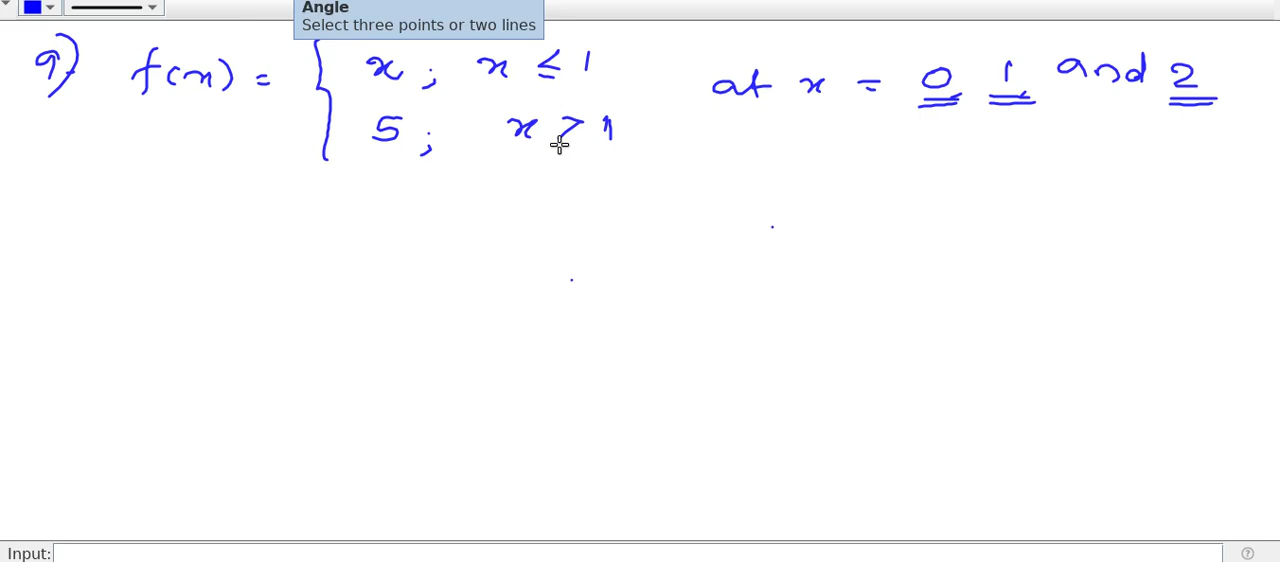 Angle
Select three points or two lines
9) f(x) = { x ; x ≤ 1 at x = 0, 1, and 2
5 ; x > 1
Input: